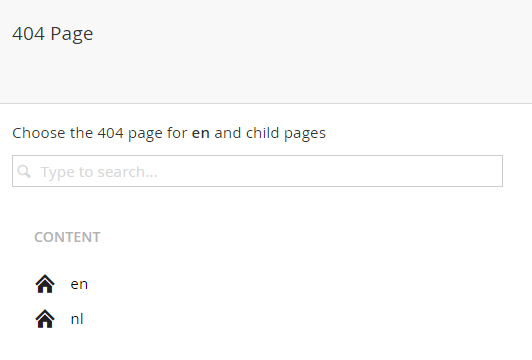 404 Page
Choose the 404 page for en and child pages
Type to search...
CONTENT
en
nl